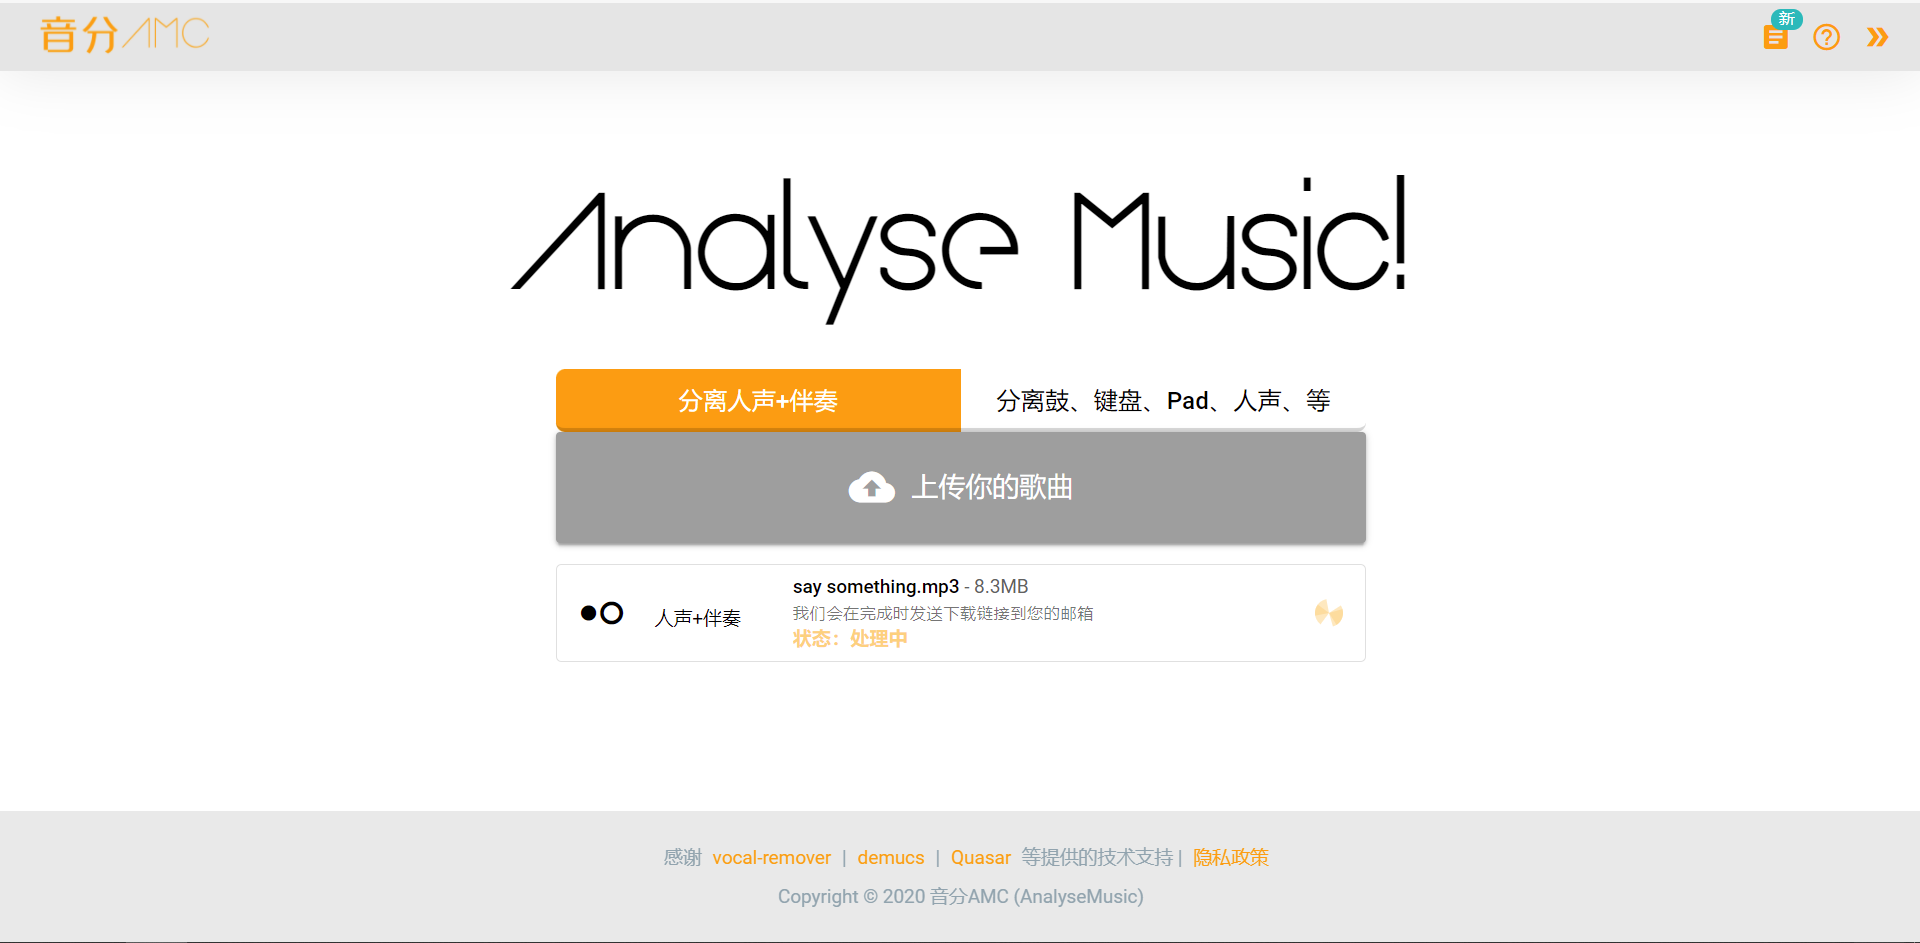 音分AMC
新
Analyse Music!
分离人声+伴奏
分离鼓、键盘、Pad、人声、等
上传你的歌曲
人声+伴奏
say something.mp3 - 8.3MB
我们会在完成时发送下载链接到您的邮箱
状态：处理中
感谢 vocal-remover | demucs | Quasar 等提供的技术支持 | 隐私政策
Copyright © 2020 音分AMC (AnalyseMusic)